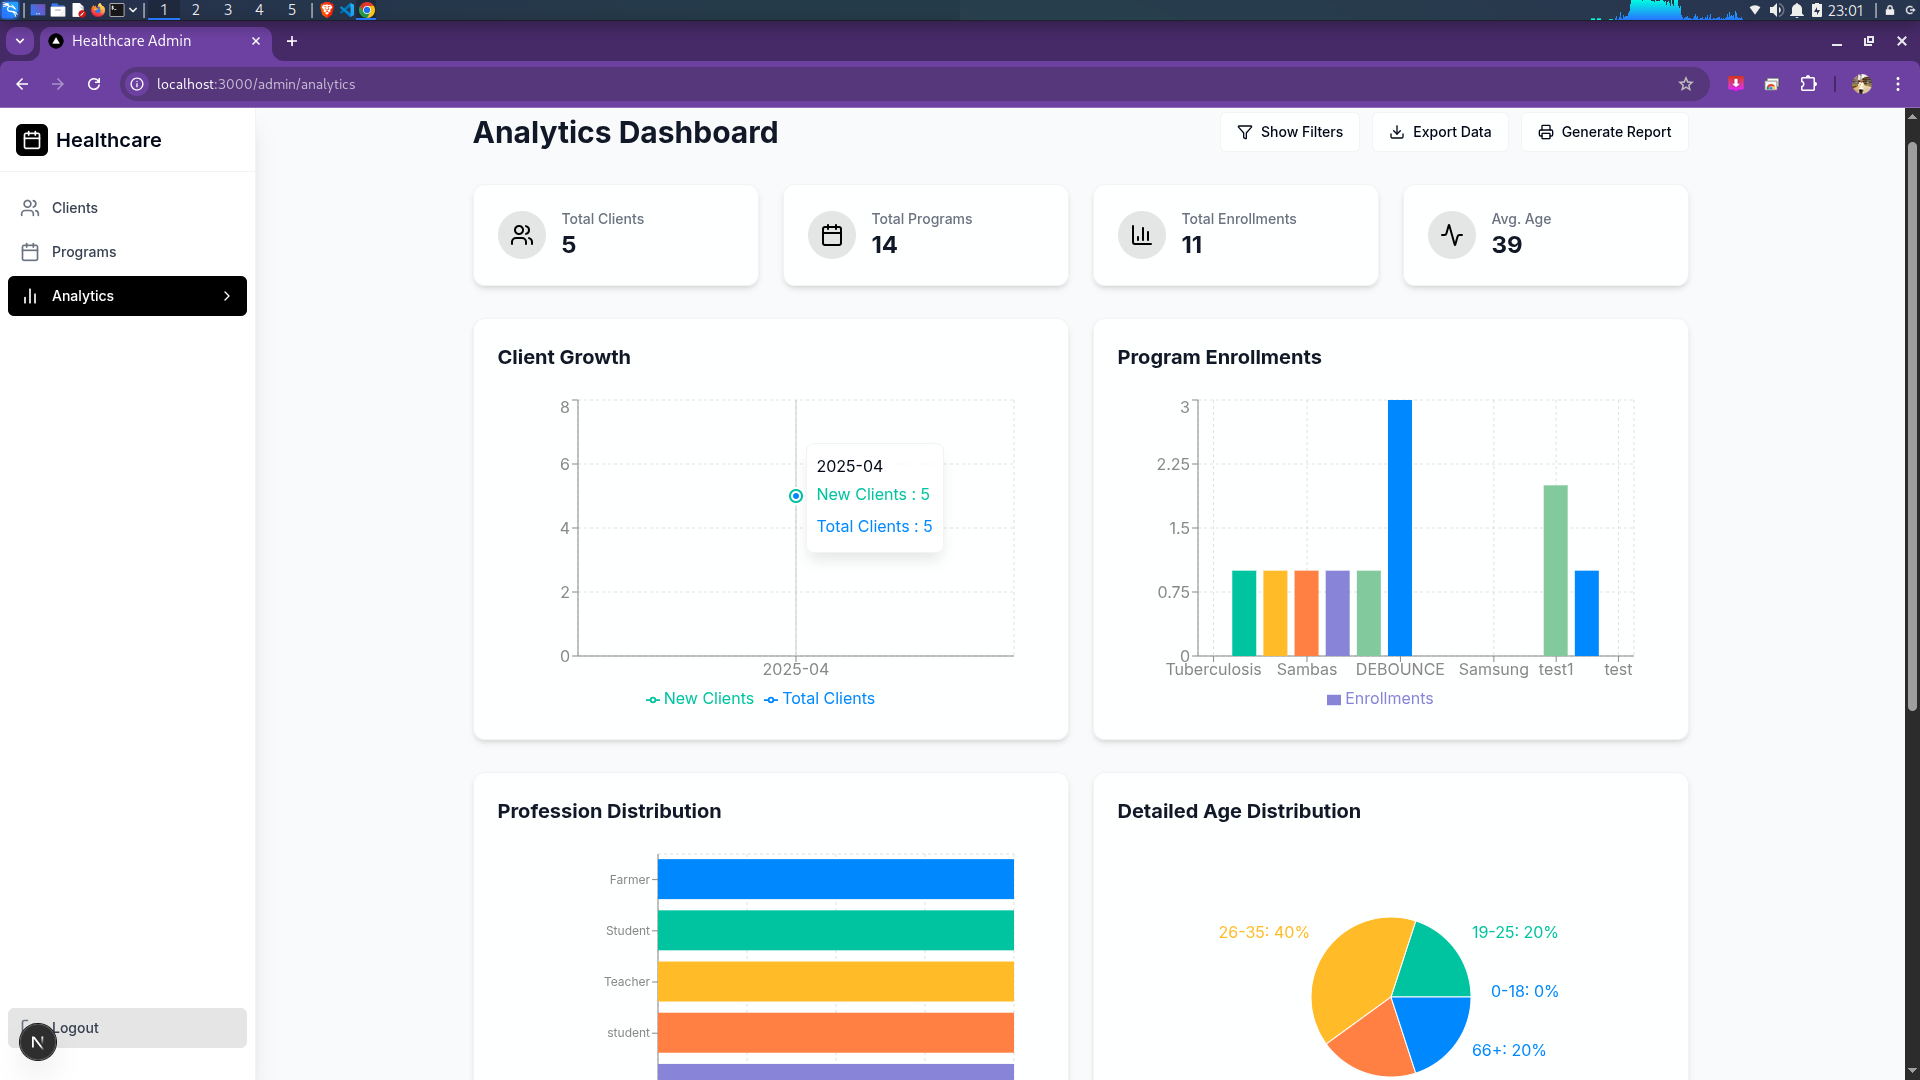 1 2 3 4 5 23:01
Healthcare Admin
localhost:3000/admin/analytics
Healthcare
Clients
Programs
Analytics
Logout
N
Analytics Dashboard
Show Filters Export Data Generate Report
Total Clients
5
Total Programs
14
Total Enrollments
11
Avg. Age
39
Client Growth
8
6
4
2
0
2025-04
New Clients : 5
Total Clients : 5
2025-04
New Clients Total Clients
Program Enrollments
3
2.25
1.5
0.75
0
Tuberculosis Sambas DEBOUNCE Samsung test1 test
Enrollments
Profession Distribution
Farmer
Student
Teacher
student
Detailed Age Distribution
26-35: 40% 19-25: 20%
0-18: 0%
66+: 20%